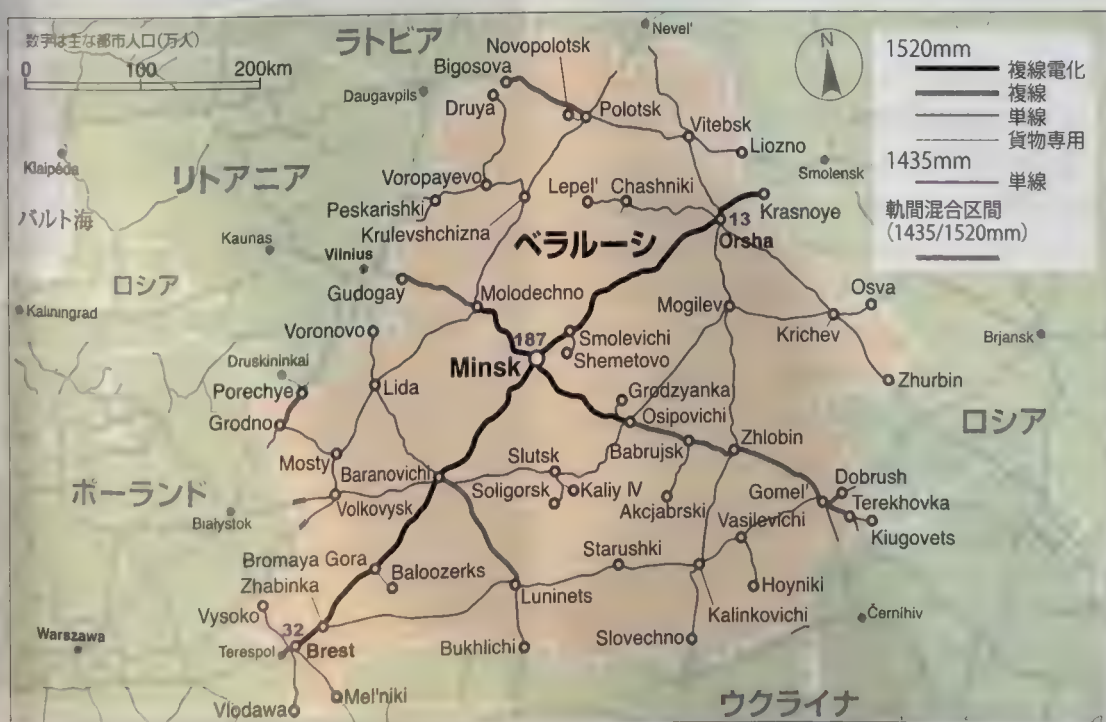 数字は主な都市人口(万人)
0 100 200km
ラトビア
Nevel'
Novopolotsk
Bigosova
Daugavpils
Druya
Polotsk
Vitebsk
Liozno
N
1520mm
複線電化
複線
単線
貨物専用
1435mm
単線
軌間混合区間
(1435/1520mm)
Klaipėda
リトアニア
バルト海
Voropayevo
Lepel'
Chashniki
Smolensk
Peskarishki
Krulevshchizna
Krasnoye
13
Orsha
ベラルーシ
Kaunas
Vilnius
ロシア
Gudogay
Molodechno
Mogilev
Osva
Kaliningrad
Voronovo
187
Smolevichi
Krichev
Brjansk
Minsk
Shemetovo
Druskininkai
Porechye
Lida
Grodzyanka
Zhurbin
Grodno
Osipovichi
ロシア
Mosty
Baranovichi
Slutsk
Babrujsk
Zhlobin
ポーランド
Soligorsk
Kaliy IV
Dobrush
Volkovysk
Akcjabrski
Gomel'
Terekhovka
Białystok
Vasilevichi
Kiugovets
Bromaya Gora
Starushki
Zhabinka
Baloozerks
Luninets
Hoyniki
Vysoko
Kalinkovichi
Černihiv
Warszawa
32
Terespol
Brest
Bukhlichi
Slovechno
Mel'niki
Vlodawa
ウクライナ